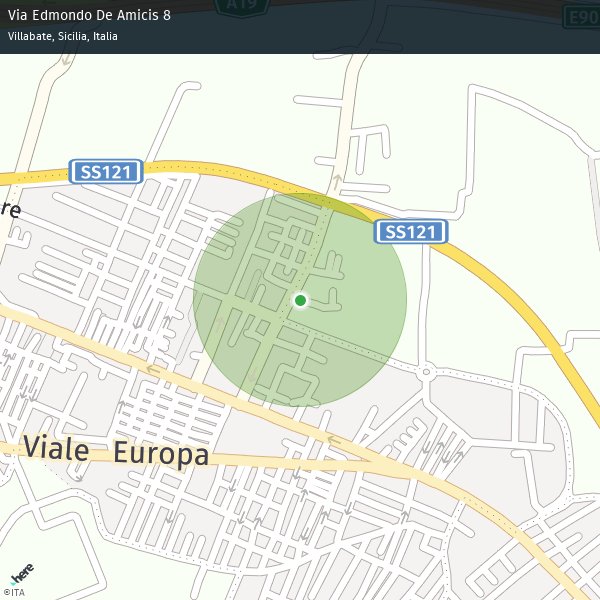 Via Edmondo De Amicis 8
A19
E90
Villabate, Sicilia, Italia
SS121
re
SS121
Viale Europa
here
©ITA